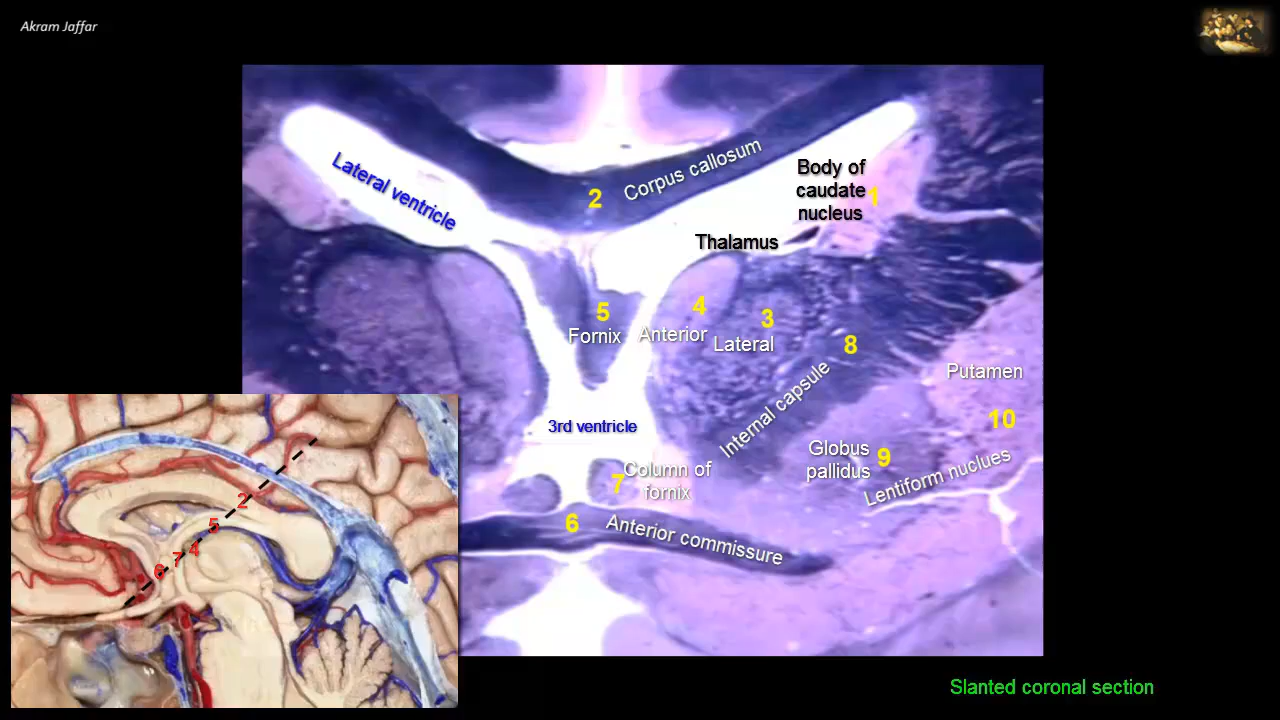 Akram Jaffar
Lateral ventricle
2
Corpus callosum
Body of
caudate
nucleus
1
Thalamus
5
Fornix
4
Anterior
3
Lateral
8
Internal capsule
Putamen
10
3rd ventricle
Globus
pallidus
9
Lentiform nuclues
7
Column of
fornix
6
Anterior commissure
2
5
4
7
6
Slanted coronal section